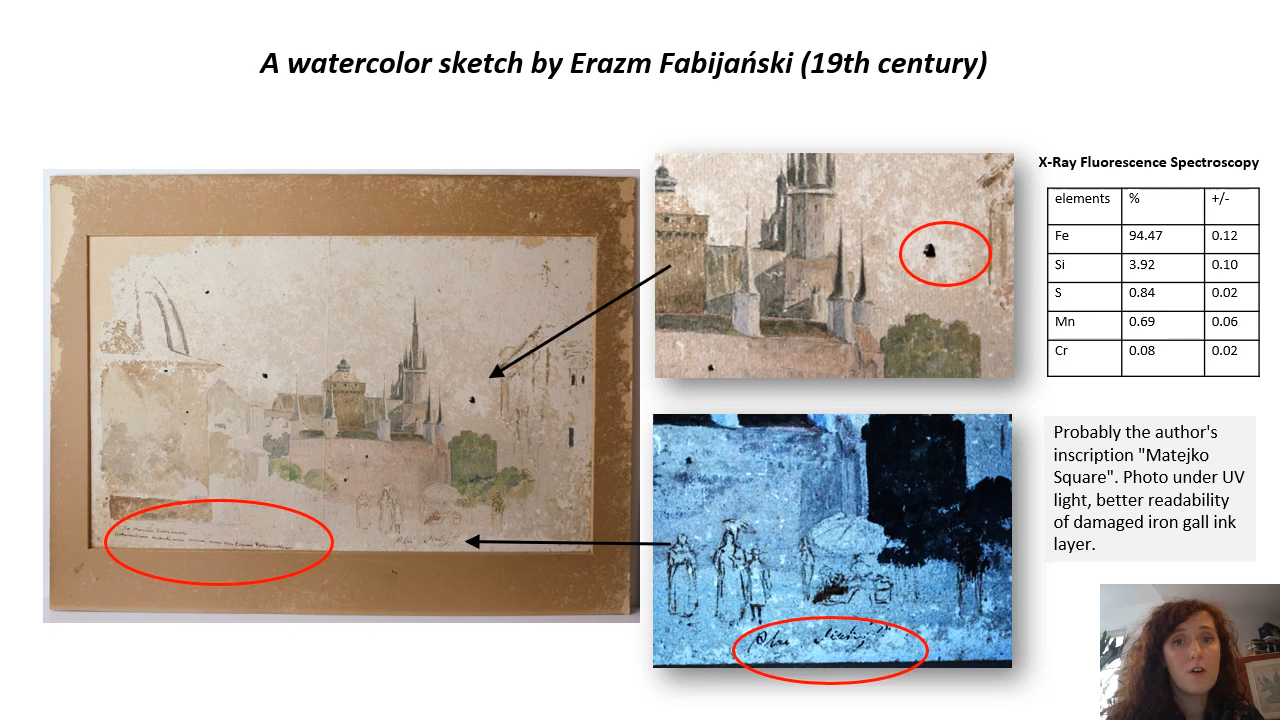 A watercolor sketch by Erazm Fabijański (19th century)
X-Ray Fluorescence Spectroscopy
elements % +/-
Fe 94.47 0.12
Si 3.92 0.10
S 0.84 0.02
Mn 0.69 0.06
Cr 0.08 0.02
Probably the author's
inscription "Matejko
Square". Photo under UV
light, better readability
of damaged iron gall ink
layer.